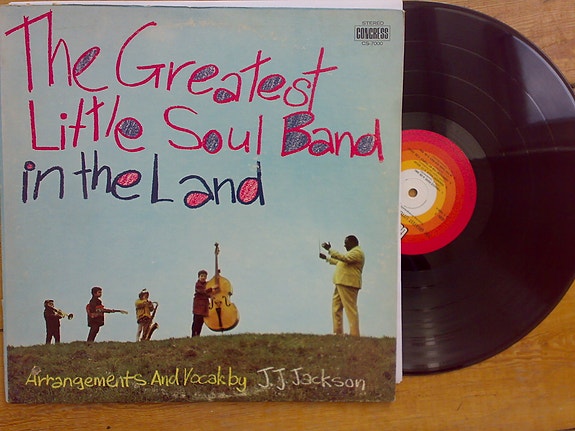 STEREO
CONGRESS
CS-7000
The Greatest
Little Soul Band
in the Land
Arrangements And Vocals by J.J. Jackson